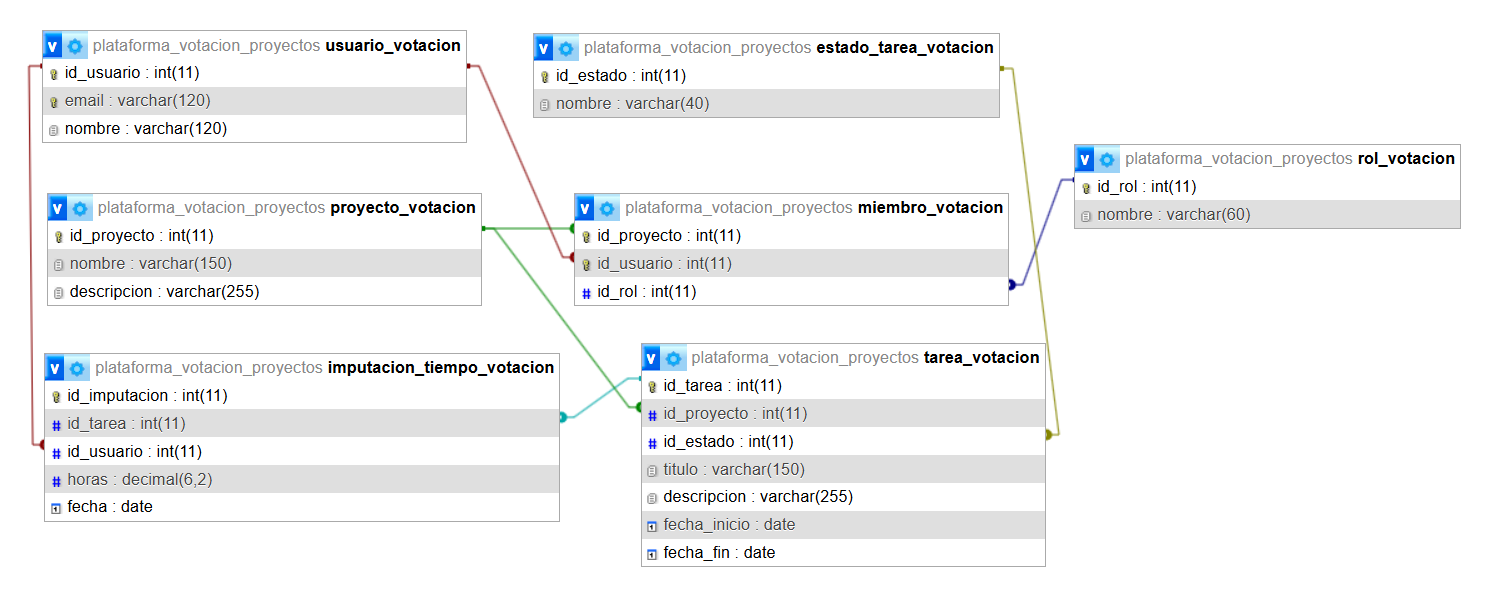 plataforma_votacion_proyectos usuario_votacion
id_usuario : int(11)
email : varchar(120)
nombre : varchar(120)
plataforma_votacion_proyectos estado_tarea_votacion
id_estado : int(11)
nombre : varchar(40)
plataforma_votacion_proyectos rol_votacion
id_rol : int(11)
nombre : varchar(60)
plataforma_votacion_proyectos proyecto_votacion
id_proyecto : int(11)
nombre : varchar(150)
descripcion : varchar(255)
plataforma_votacion_proyectos miembro_votacion
id_proyecto : int(11)
id_usuario : int(11)
id_rol : int(11)
plataforma_votacion_proyectos imputacion_tiempo_votacion
id_imputacion : int(11)
id_tarea : int(11)
id_usuario : int(11)
horas : decimal(6,2)
fecha : date
plataforma_votacion_proyectos tarea_votacion
id_tarea : int(11)
id_proyecto : int(11)
id_estado : int(11)
titulo : varchar(150)
descripcion : varchar(255)
fecha_inicio : date
fecha_fin : date